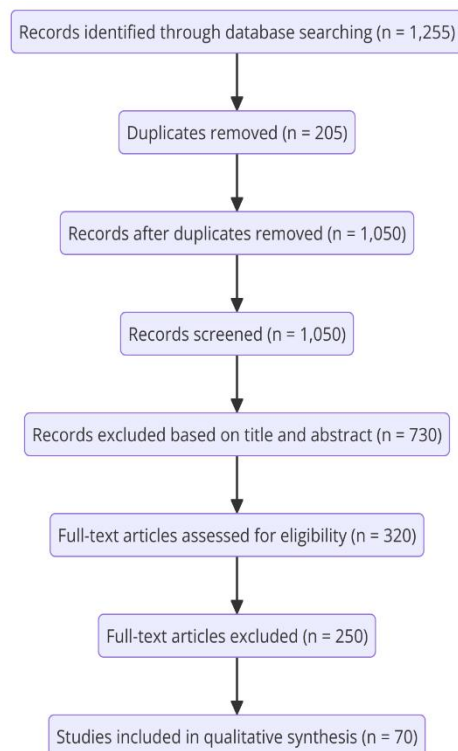 Records identified through database searching (n = 1,255)
Duplicates removed (n = 205)
Records after duplicates removed (n = 1,050)
Records screened (n = 1,050)
Records excluded based on title and abstract (n = 730)
Full-text articles assessed for eligibility (n = 320)
Full-text articles excluded (n = 250)
Studies included in qualitative synthesis (n = 70)